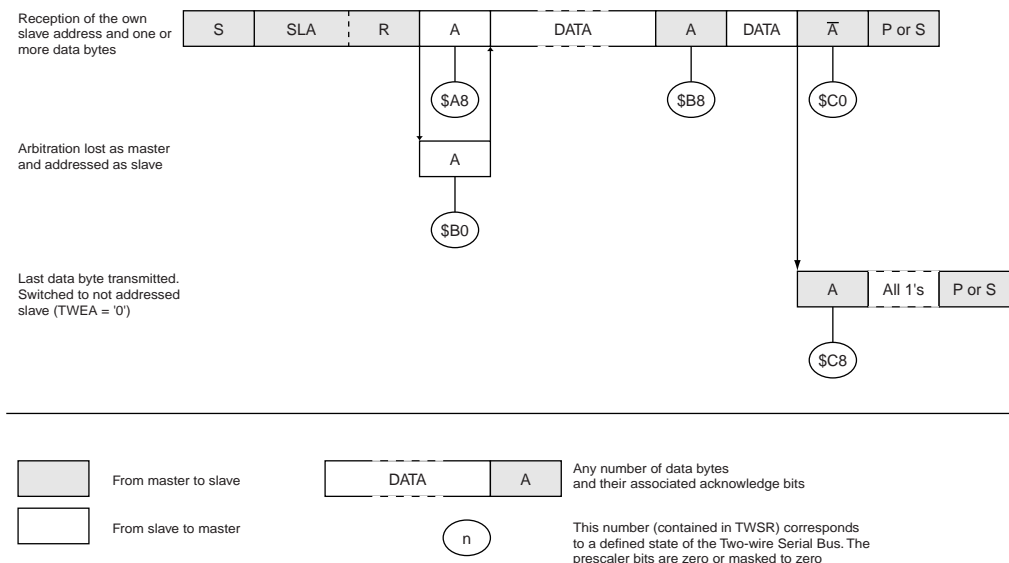 Reception of the own
slave address and one or
more data bytes
S SLA R A DATA A DATA A̅ P or S
$A8 $B8 $C0
Arbitration lost as master
and addressed as slave
A
$B0
Last data byte transmitted.
Switched to not addressed
slave (TWEA = '0')
A All 1's P or S
$C8
From master to slave
DATA A
Any number of data bytes
and their associated acknowledge bits
From slave to master
n
This number (contained in TWSR) corresponds
to a defined state of the Two-wire Serial Bus. The
prescaler bits are zero or masked to zero